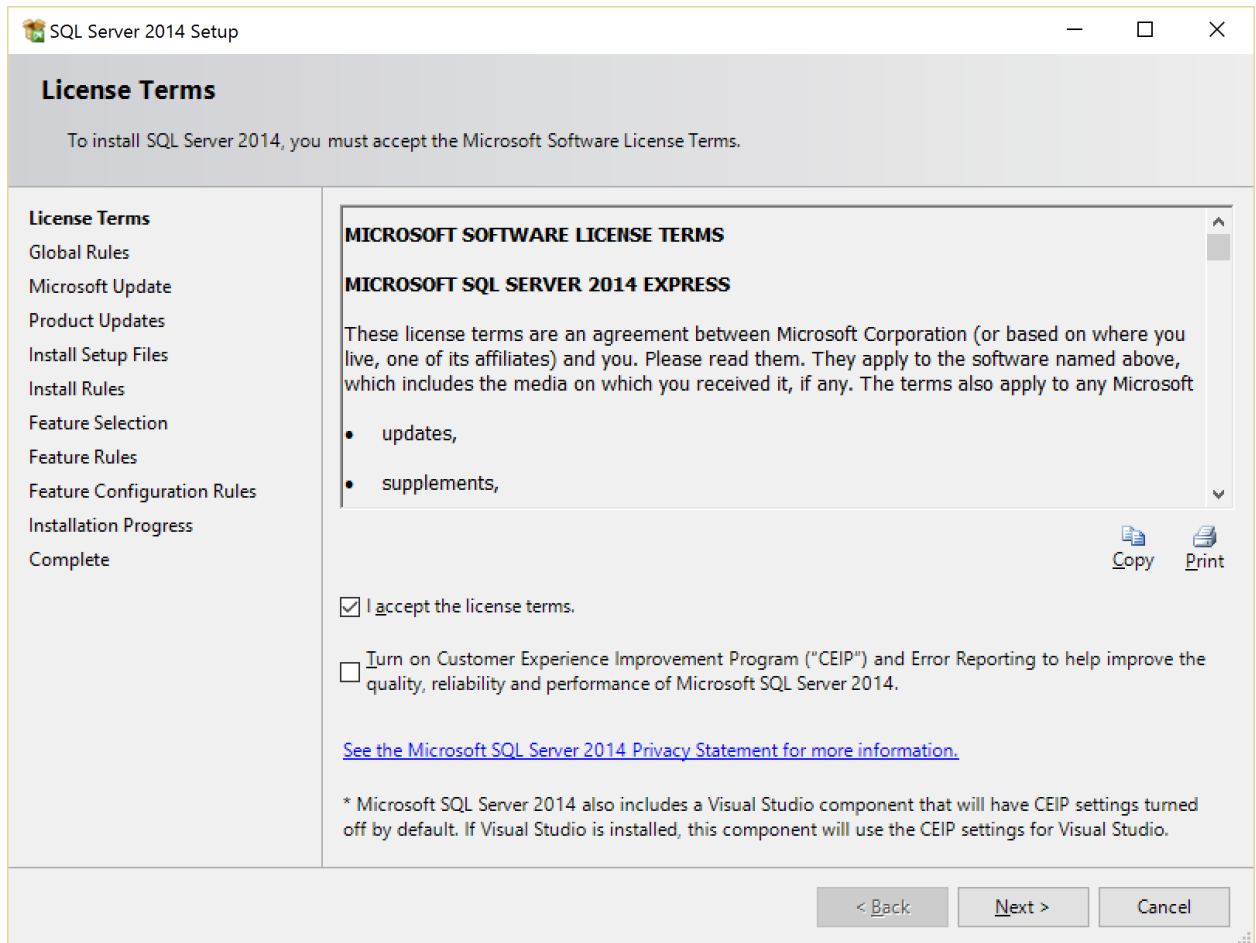 SQL Server 2014 Setup
License Terms
To install SQL Server 2014, you must accept the Microsoft Software License Terms.
License Terms
Global Rules
Microsoft Update
Product Updates
Install Setup Files
Install Rules
Feature Selection
Feature Rules
Feature Configuration Rules
Installation Progress
Complete
MICROSOFT SOFTWARE LICENSE TERMS
MICROSOFT SQL SERVER 2014 EXPRESS
These license terms are an agreement between Microsoft Corporation (or based on where you
live, one of its affiliates) and you. Please read them. They apply to the software named above,
which includes the media on which you received it, if any. The terms also apply to any Microsoft
• updates,
• supplements,
Copy Print
I accept the license terms.
Turn on Customer Experience Improvement Program (“CEIP”) and Error Reporting to help improve the
quality, reliability and performance of Microsoft SQL Server 2014.
See the Microsoft SQL Server 2014 Privacy Statement for more information.
* Microsoft SQL Server 2014 also includes a Visual Studio component that will have CEIP settings turned
off by default. If Visual Studio is installed, this component will use the CEIP settings for Visual Studio.
< Back Next > Cancel